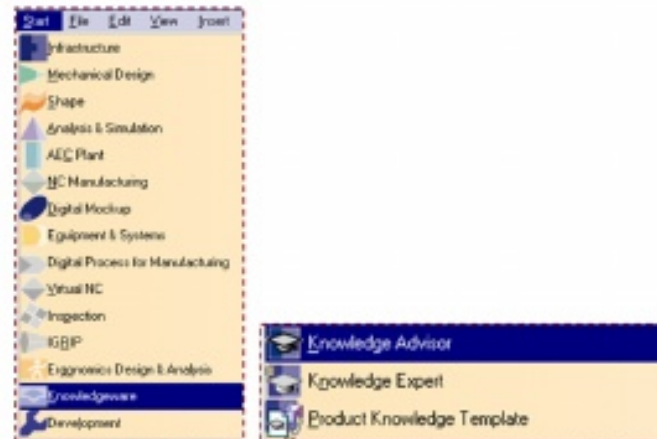 Start File Edit View Insert
Infrastructure
Mechanical Design
Shape
Analysis & Simulation
AEC Plant
NC Manufacturing
Digital Mockup
Equipment & Systems
Digital Process for Manufacturing
Virtual NC
Inspection
IGRIP
Ergonomics Design & Analysis
Knowledgeware
Development
Knowledge Advisor
Knowledge Expert
Product Knowledge Template